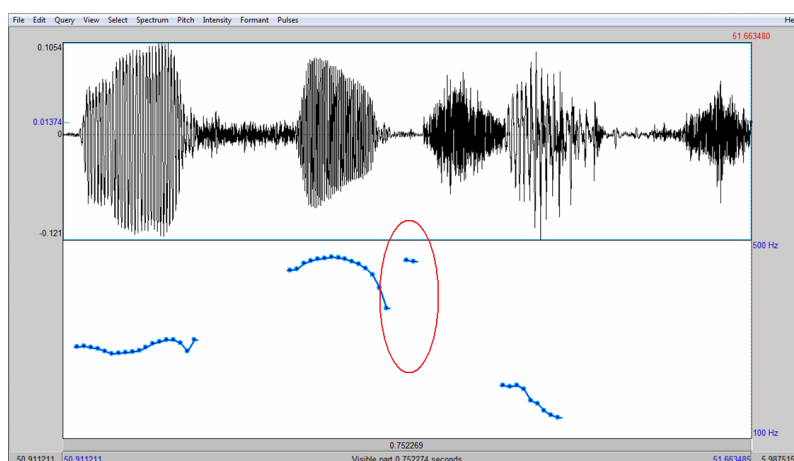 File Edit Query View Select Spectrum Pitch Intensity Formant Pulses He
51.663480
0.1054
0.01374
0
-0.121
500 Hz
100 Hz
0.752269
50.911211 50.911211 Visible part 0.752274 seconds 51.663485 5.987515